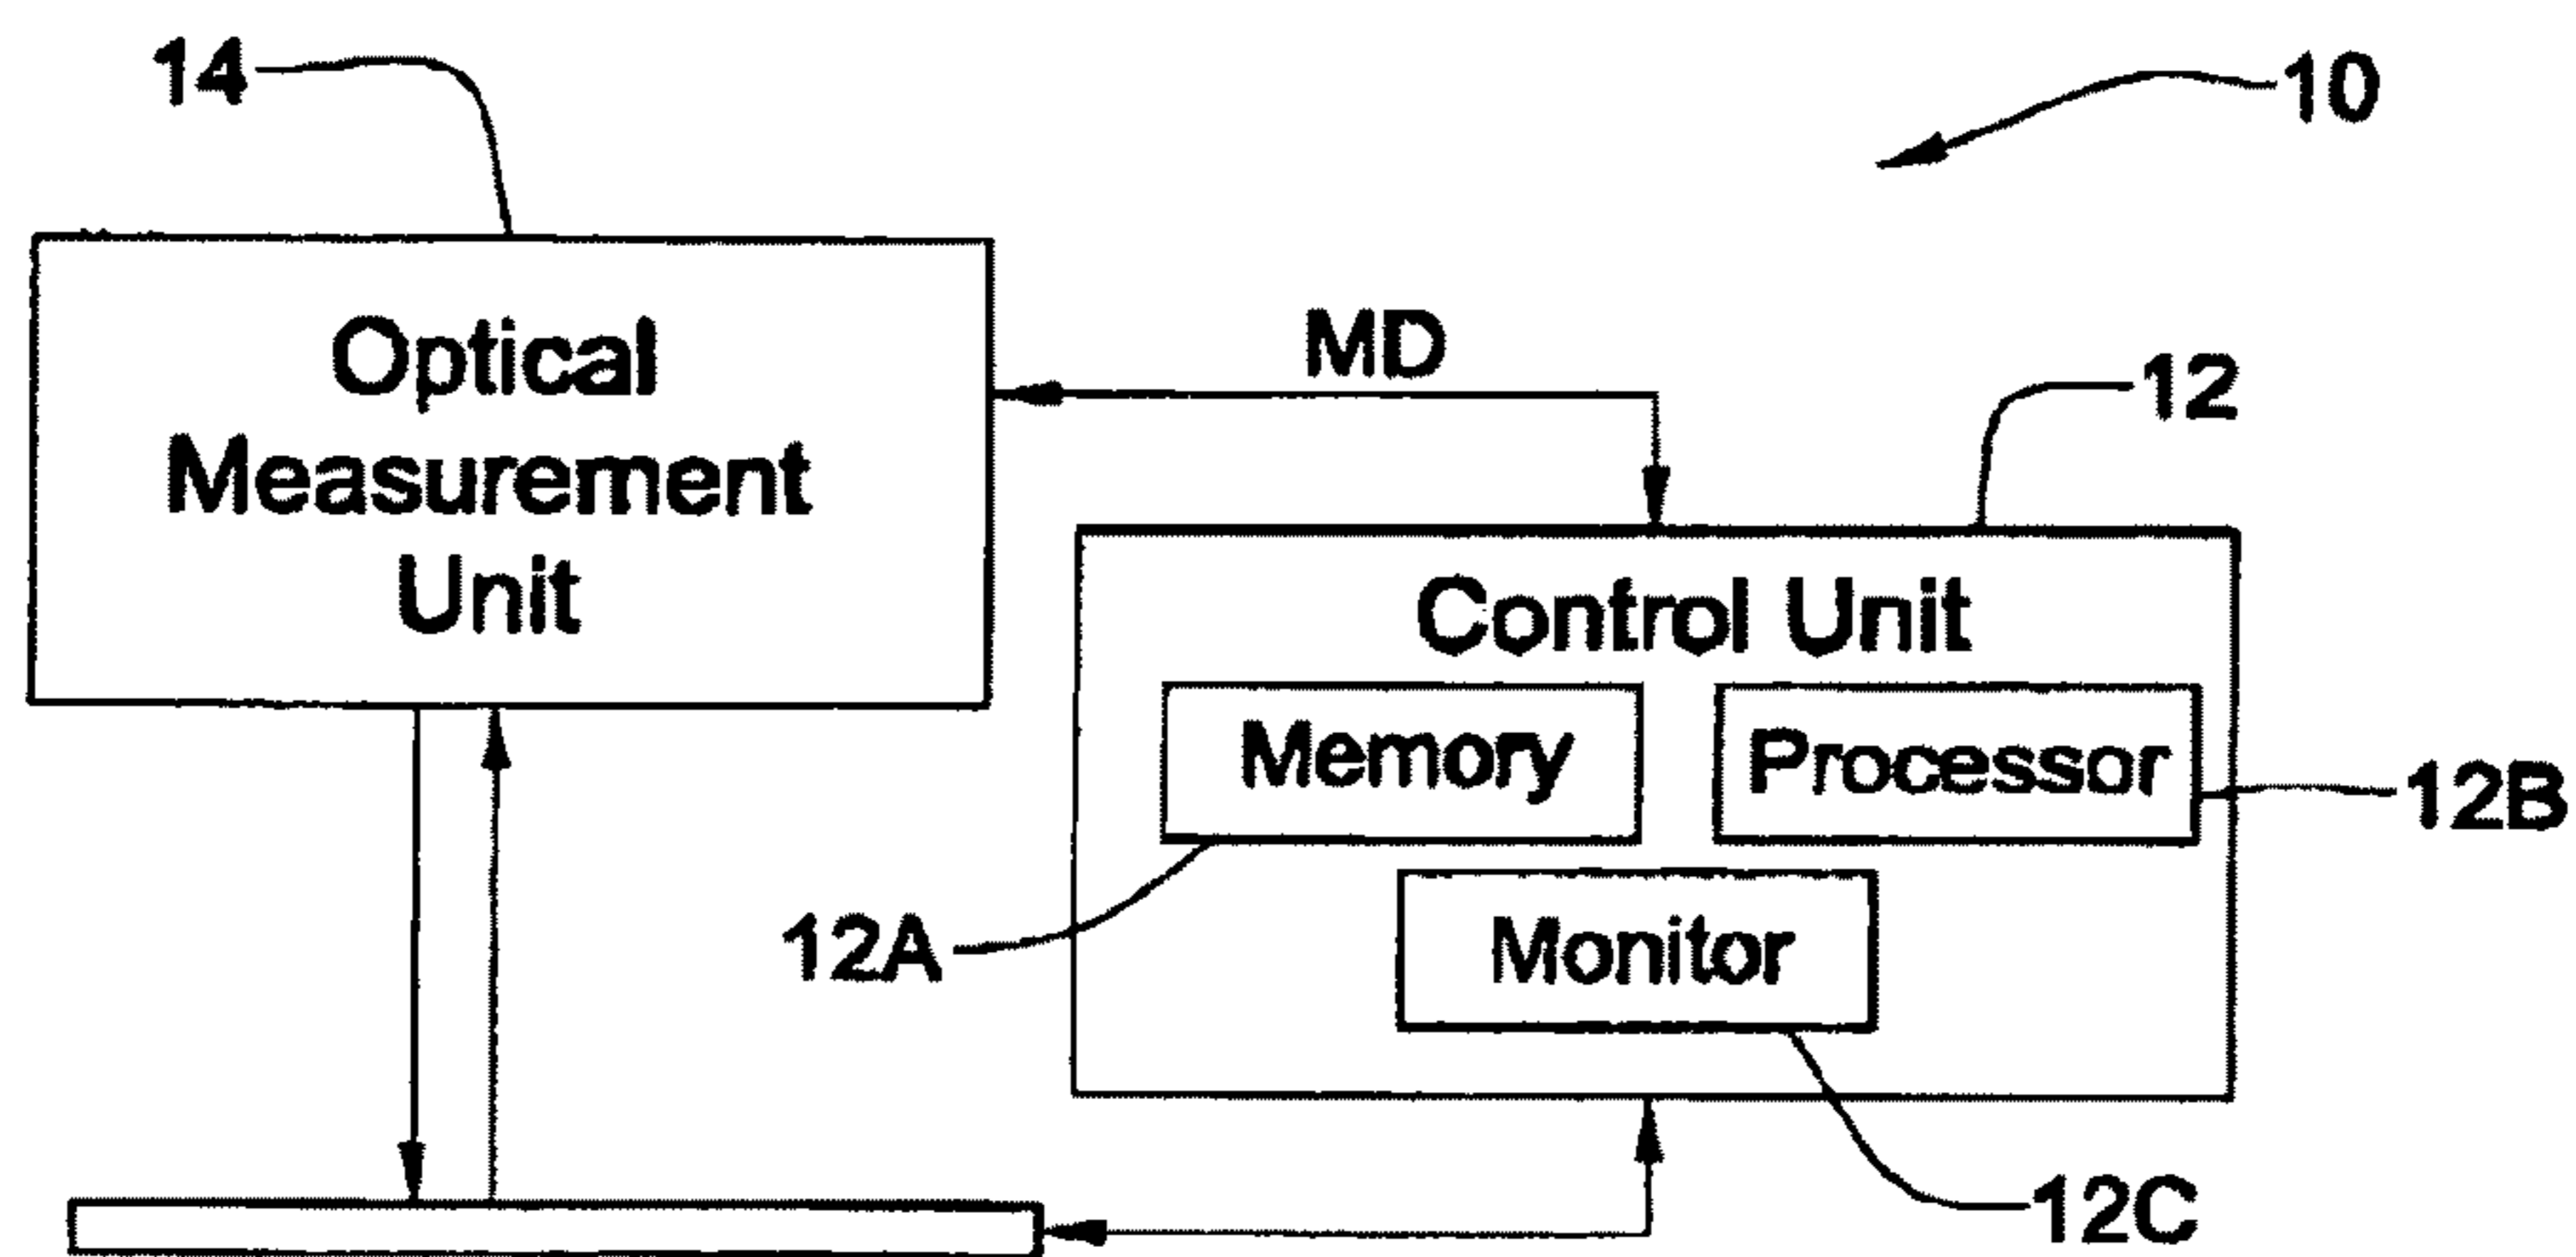 14
10
Optical
Measurement
Unit
MD
12
Control Unit
Memory
Processor
12B
12A
Monitor
12C